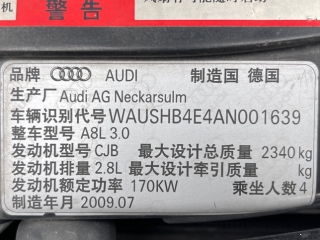 机 警告
品牌 AUDI 制造国 德国
生产厂 Audi AG Neckarsulm
车辆识别代号 WAUSHB4E4AN001639
整车型号 A8L 3.0
发动机型号 CJB 最大设计总质量 2340kg
发动机排量 2.8L 最大设计牵引质量 kg
发动机额定功率 170KW 乘坐人数 4
制造年月 2009.07